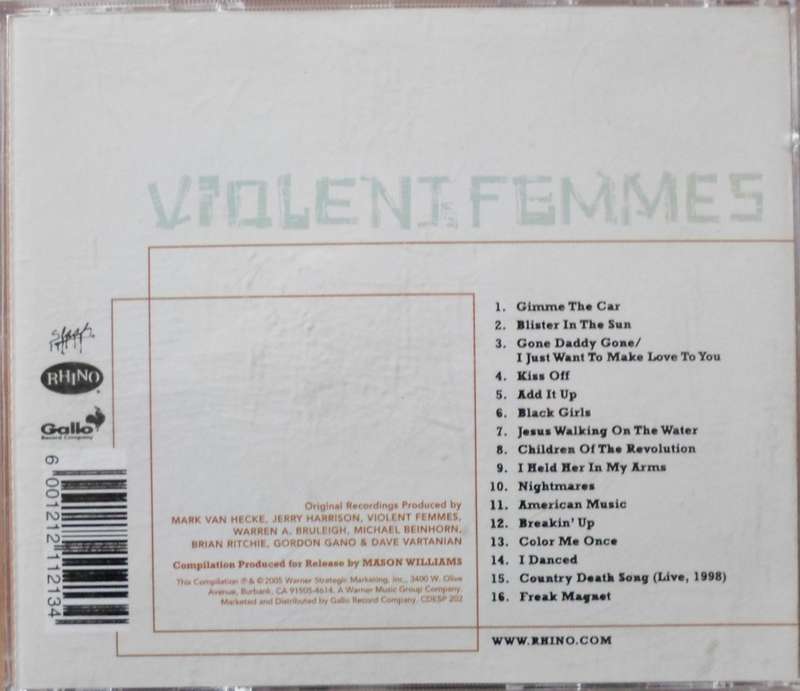 VIOLENT FEMMES
1. Gimme The Car
2. Blister In The Sun
3. Gone Daddy Gone/
I Just Want To Make Love To You
4. Kiss Off
5. Add It Up
6. Black Girls
7. Jesus Walking On The Water
8. Children Of The Revolution
9. I Held Her In My Arms
10. Nightmares
11. American Music
12. Breakin' Up
13. Color Me Once
14. I Danced
15. Country Death Song (Live, 1998)
16. Freak Magnet
WWW.RHINO.COM
Slash
RHINO
Gallo
Record Company
6 001212 112134
Original Recordings Produced by
MARK VAN HECKE, JERRY HARRISON, VIOLENT FEMMES,
WARREN A. BRULEIGH, MICHAEL BEINHORN,
BRIAN RITCHIE, GORDON GANO & DAVE VARTANIAN
Compilation Produced for Release by MASON WILLIAMS
This Compilation ℗ & © 2005 Warner Strategic Marketing, Inc., 3400 W. Olive
Avenue, Burbank, CA 91505-4614. A Warner Music Group Company.
Marketed and Distributed by Gallo Record Company. CDESP 202